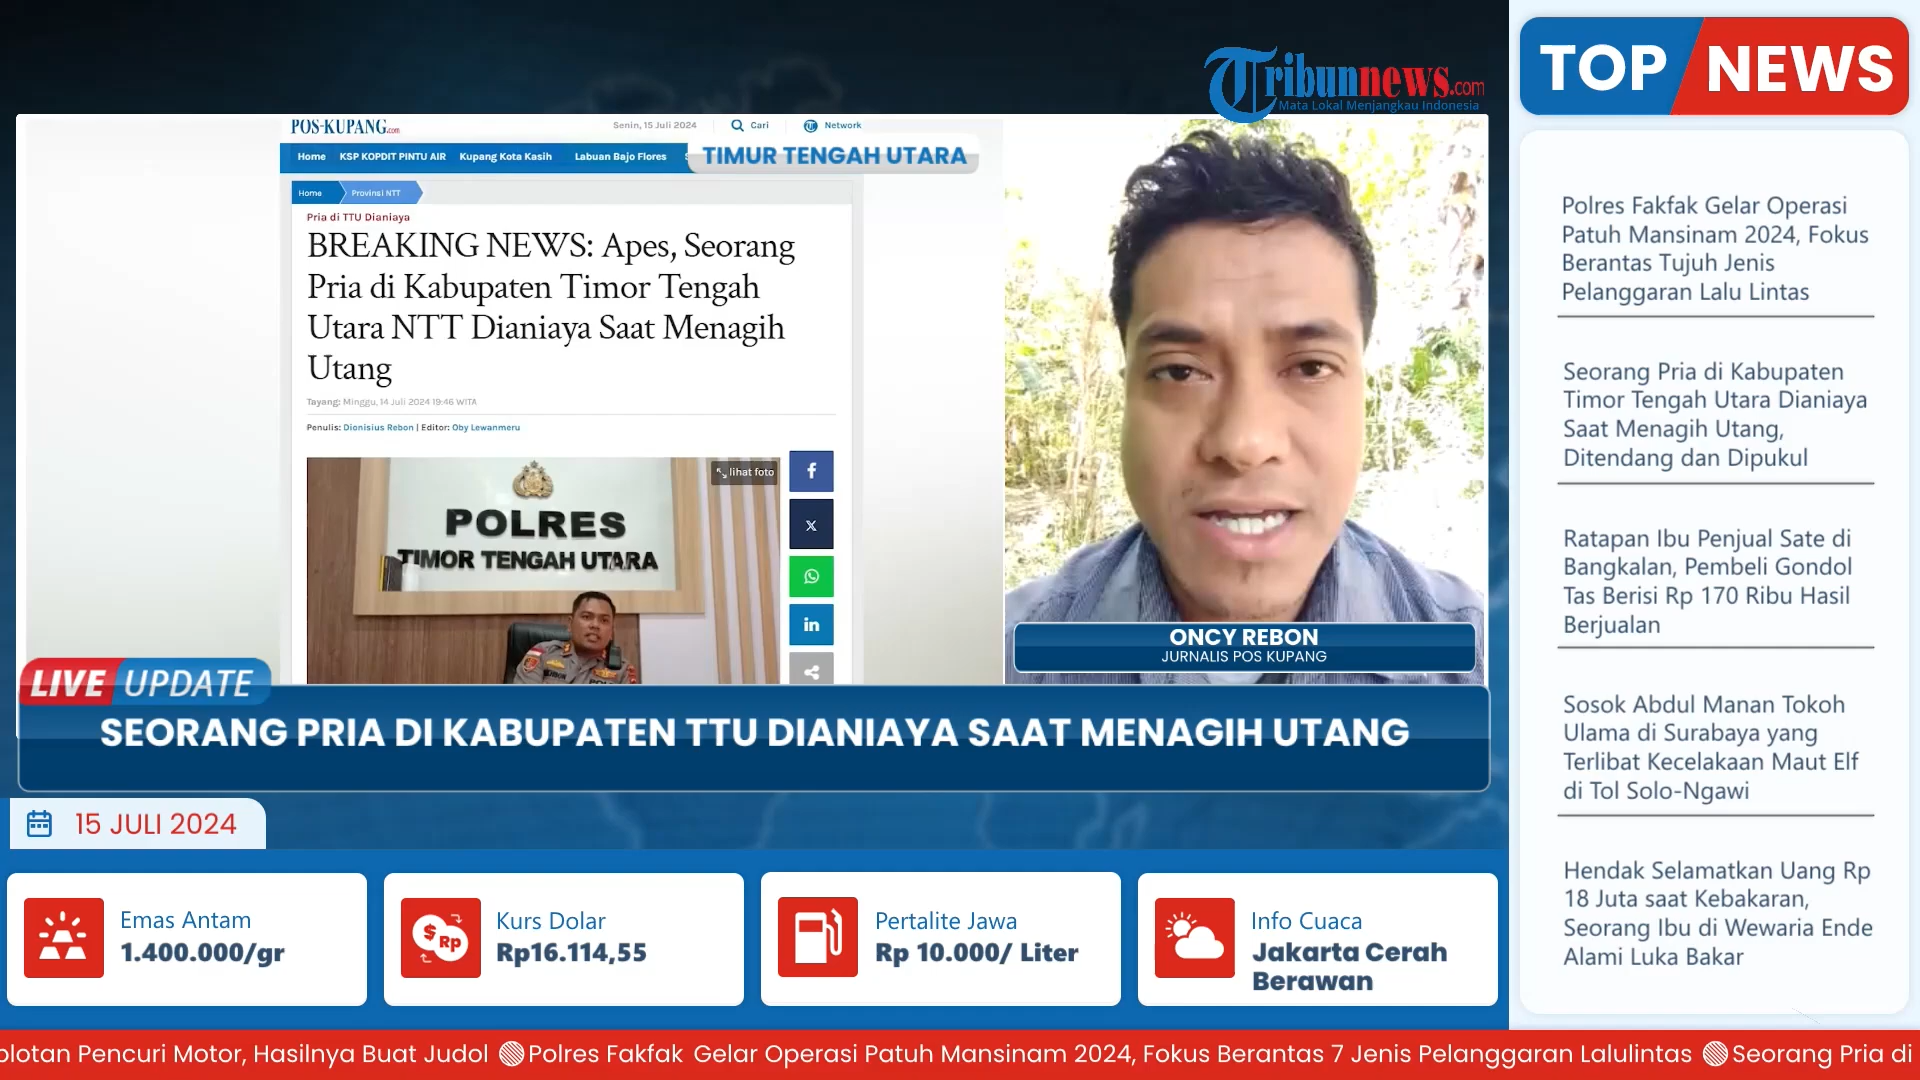 Tribunnews.com
Mata Lokal Menjangkau Indonesia
TOP NEWS
POS-KUPANG.com
Senin, 15 Juli 2024
Cari
Network
Home
KSP KOPDIT PINTU AIR
Kupang Kota Kasih
Labuan Bajo Flores
TIMUR TENGAH UTARA
Home
Provinsi NTT
Pria di TTU Dianiaya
BREAKING NEWS: Apes, Seorang
Pria di Kabupaten Timor Tengah
Utara NTT Dianiaya Saat Menagih
Utang
Tayang: Minggu, 14 Juli 2024 19:46 WITA
Penulis: Dionisius Rebon | Editor: Oby Lewanmeru
lihat foto
POLRES
TIMOR TENGAH UTARA
ONCY REBON
JURNALIS POS KUPANG
LIVE UPDATE
SEORANG PRIA DI KABUPATEN TTU DIANIAYA SAAT MENAGIH UTANG
15 JULI 2024
Emas Antam
1.400.000/gr
Kurs Dolar
Rp16.114,55
Pertalite Jawa
Rp 10.000/ Liter
Info Cuaca
Jakarta Cerah
Berawan
Polres Fakfak Gelar Operasi
Patuh Mansinam 2024, Fokus
Berantas Tujuh Jenis
Pelanggaran Lalu Lintas
Seorang Pria di Kabupaten
Timor Tengah Utara Dianiaya
Saat Menagih Utang,
Ditendang dan Dipukul
Ratapan Ibu Penjual Sate di
Bangkalan, Pembeli Gondol
Tas Berisi Rp 170 Ribu Hasil
Berjualan
Sosok Abdul Manan Tokoh
Ulama di Surabaya yang
Terlibat Kecelakaan Maut Elf
di Tol Solo-Ngawi
Hendak Selamatkan Uang Rp
18 Juta saat Kebakaran,
Seorang Ibu di Wewaria Ende
Alami Luka Bakar
plotan Pencuri Motor, Hasilnya Buat Judol Polres Fakfak Gelar Operasi Patuh Mansinam 2024, Fokus Berantas 7 Jenis Pelanggaran Lalulintas Seorang Pria di